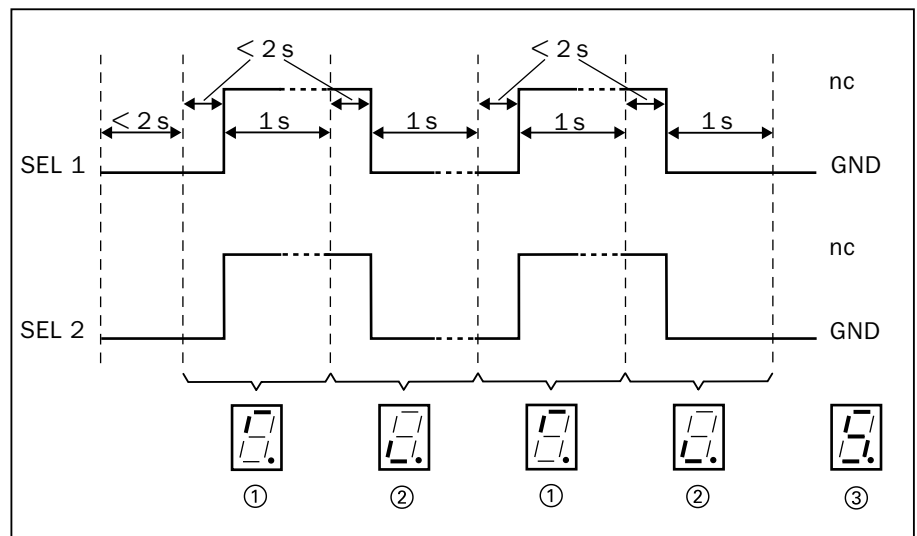 < 2 s < 2 s
nc
< 2 s 1 s 1 s 1 s 1 s
SEL 1 GND
nc
SEL 2 GND
① ② ① ② ③